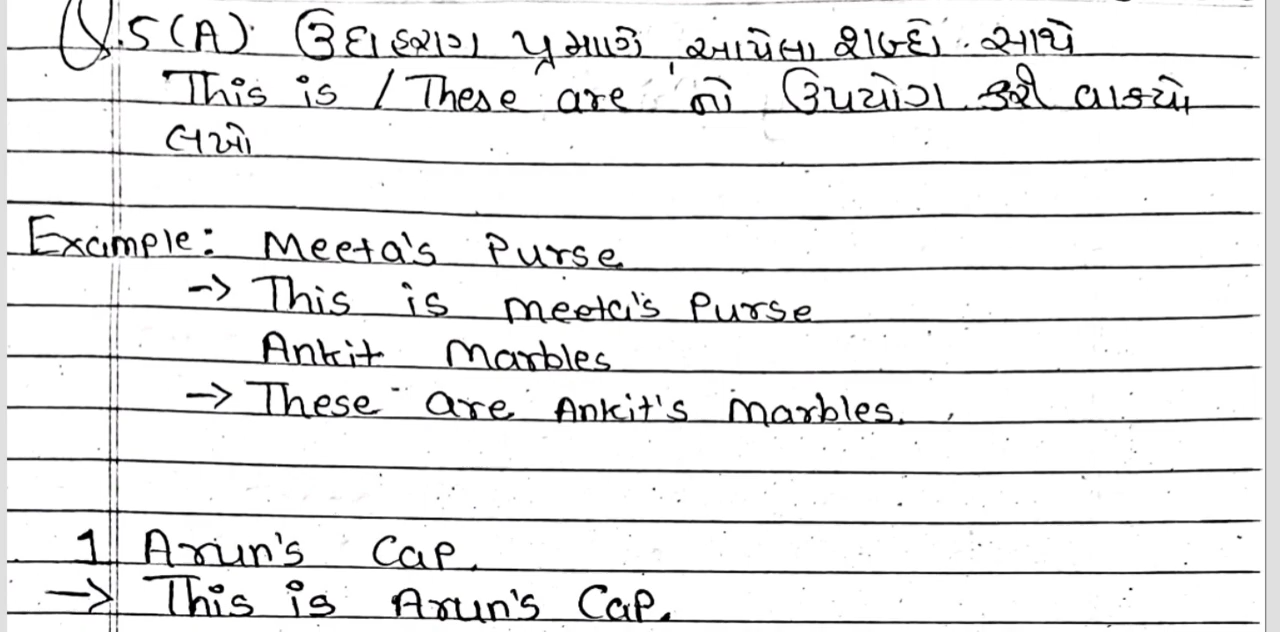 Q.5(A). ઉદાહરણ પ્રમાણે આપેલા શબ્દો સાથે
This is / These are નો ઉપયોગ કરી વાક્યો
લખો
Example: Meeta's Purse
-> This is meeta's Purse
Ankit Marbles
-> These are Ankit's marbles.
1 Arun's Cap.
-> This is Arun's Cap.